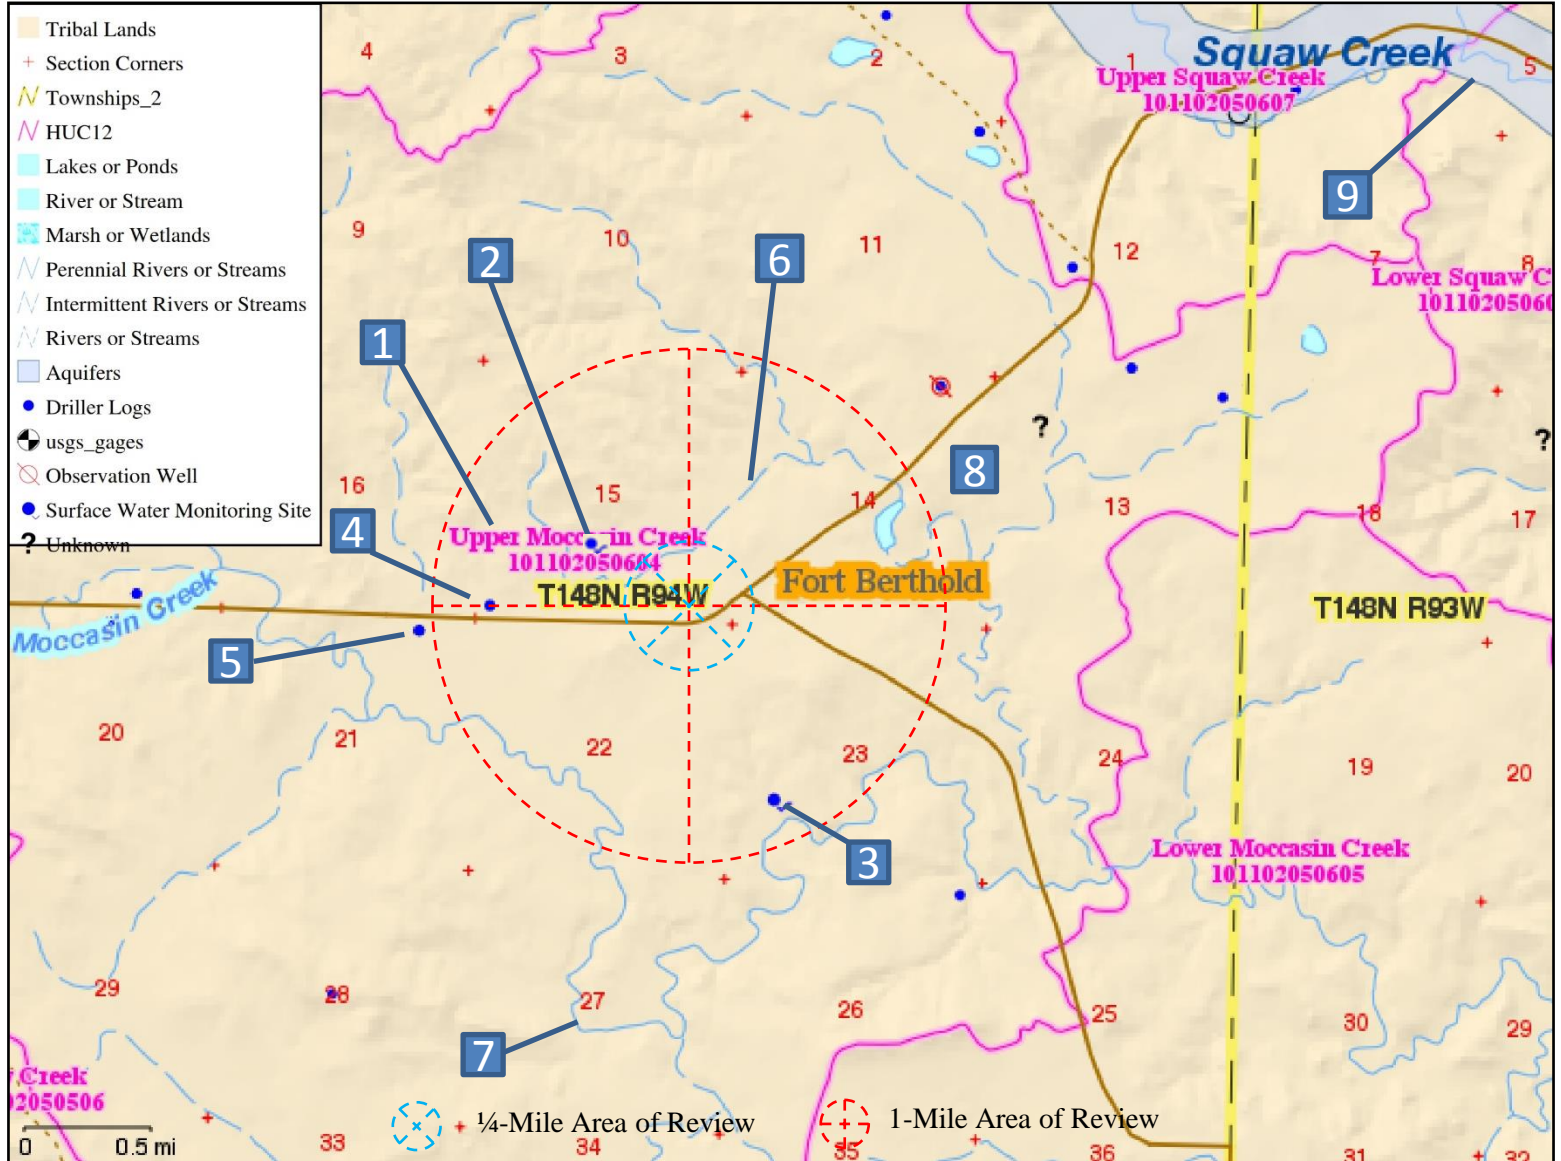 Tribal Lands
Section Corners
Townships_2
HUC12
Lakes or Ponds
River or Stream
Marsh or Wetlands
Perennial Rivers or Streams
Intermittent Rivers or Streams
Rivers or Streams
Aquifers
Driller Logs
usgs_gages
Observation Well
Surface Water Monitoring Site
? Unknown
4
3
2
1
Squaw Creek
5
Upper Squaw Creek
101102050607
9
9
10
11
12
7
8
2
6
Lower Squaw C
10110205060
1
?
?
8
16
15
14
13
18
17
4
Upper Mocc in Creek
101102050604
T148N R94W
Fort Berthold
T148N R93W
Moccasin Creek
5
20
21
22
23
24
19
20
3
Lower Moccasin Creek
101102050605
29
28
27
26
25
30
29
7
Creek
2050506
0 0.5 mi
¼-Mile Area of Review
1-Mile Area of Review
33
34
35
36
31
32